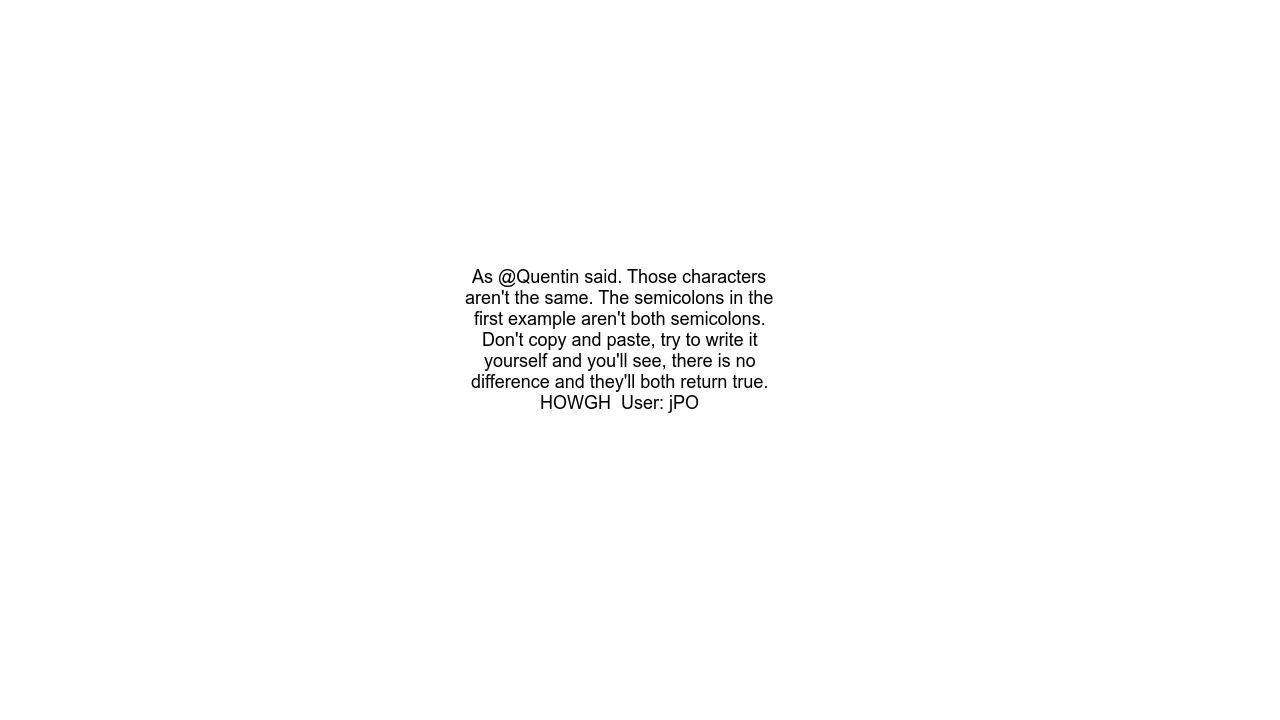 As @Quentin said. Those characters
aren't the same. The semicolons in the
first example aren't both semicolons.
Don't copy and paste, try to write it
yourself and you'll see, there is no
difference and they'll both return true.
HOWGH  User: jPO